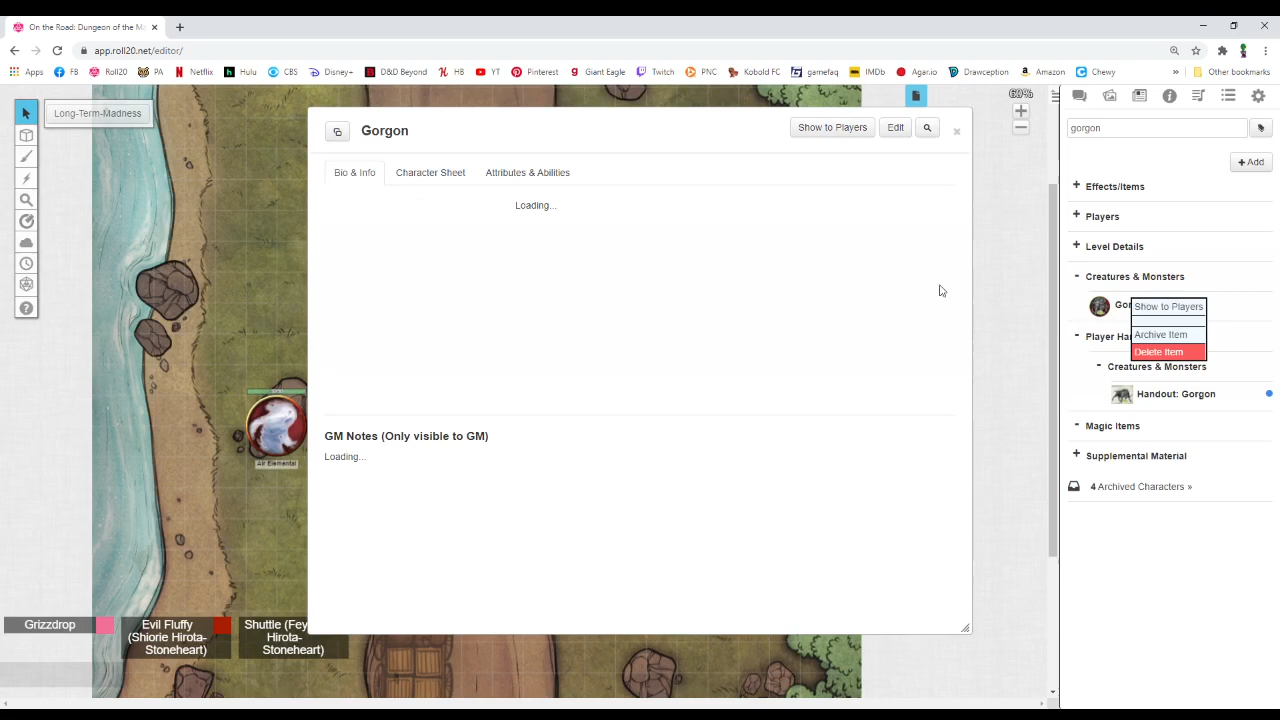 On the Road: Dungeon of the Ma
app.roll20.net/editor/
Apps FB Roll20 PA Netflix Hulu CBS Disney+ D&D Beyond HB YT Pinterest Giant Eagle Twitch PNC Kobold FC gamefaq IMDb Agar.io Drawception Amazon Chewy » Other bookmarks
Long-Term-Madness
69%
Gorgon
Show to Players
Edit
Bio & Info
Character Sheet
Attributes & Abilities
Loading...
GM Notes (Only visible to GM)
Loading...
Air Elemental
Grizzdrop
Evil Fluffy
(Shiorie Hirota-
Stoneheart)
Shuttle (Fey
Hirota-
Stoneheart)
gorgon
+ Add
+ Effects/Items
+ Players
+ Level Details
- Creatures & Monsters
Gor
Show to Players
Archive Item
Delete Item
- Player Ha
- Creatures & Monsters
Handout: Gorgon
- Magic Items
+ Supplemental Material
4 Archived Characters »